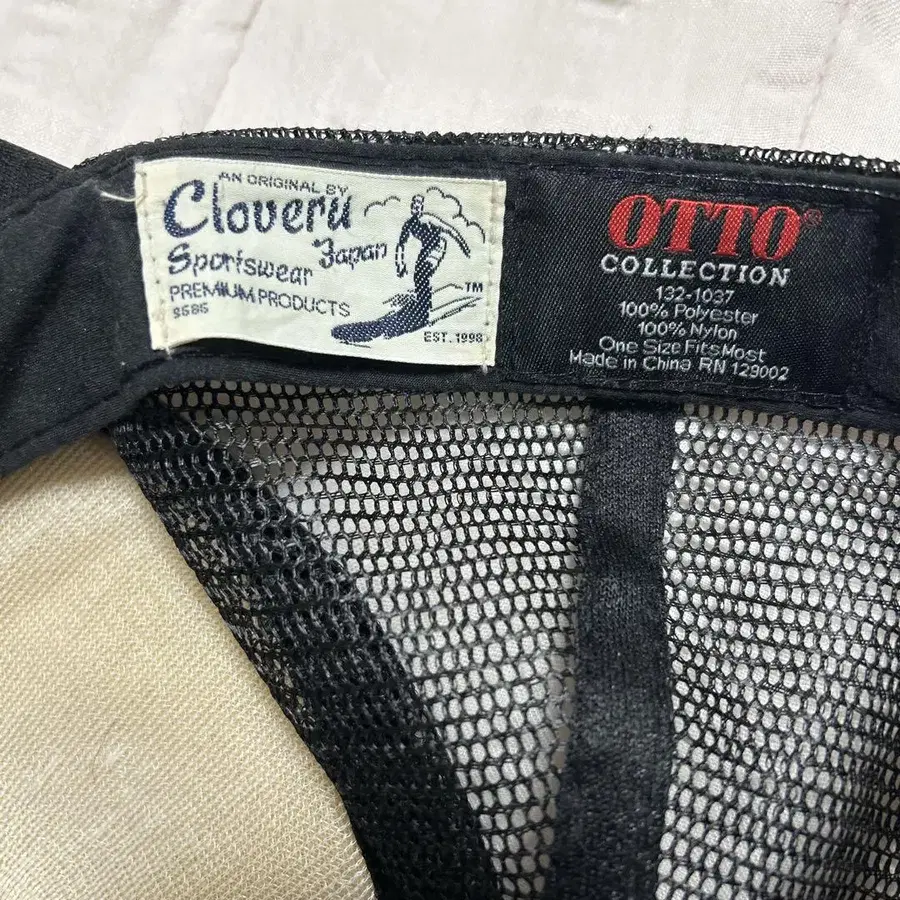 AN ORIGINAL BY
Cloveru
Japan
Sportswear
PREMIUM PRODUCTS
™
EST. 1998
OTTO®
COLLECTION
132-1037
100% Polyester
100% Nylon
One Size Fits Most
Made in China RN 129002